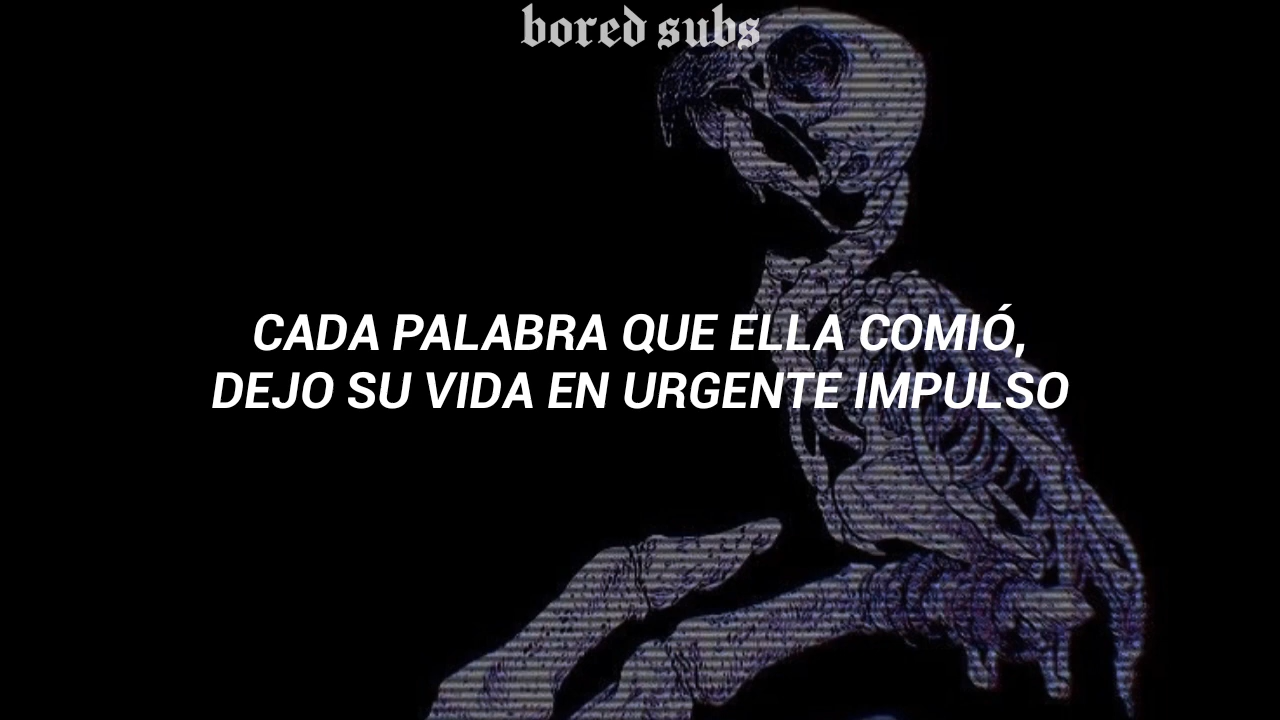 bored subs
CADA PALABRA QUE ELLA COMIÓ,
DEJO SU VIDA EN URGENTE IMPULSO